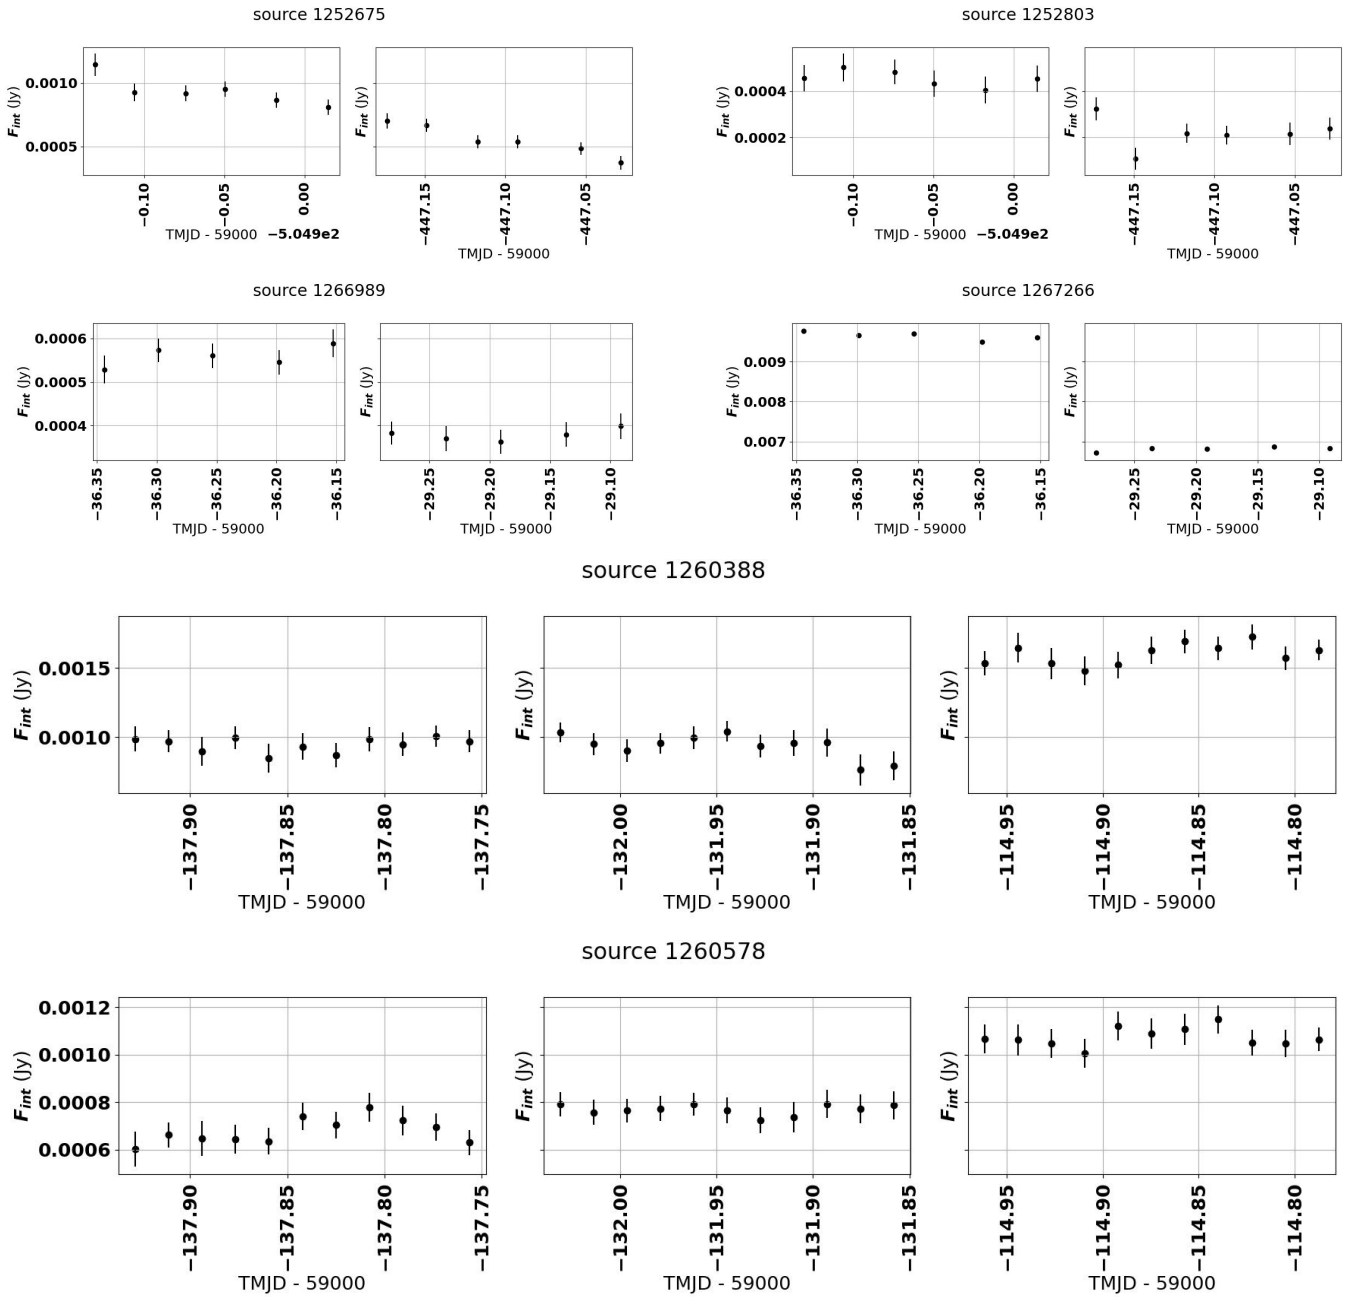 source 1252675
source 1252803
F_int (Jy)
0.0010
0.0005
−0.10
−0.05
0.00
TMJD - 59000 −5.049e2
F_int (Jy)
−447.15
−447.10
−447.05
TMJD - 59000
F_int (Jy)
0.0004
0.0002
−0.10
−0.05
0.00
TMJD - 59000 −5.049e2
F_int (Jy)
−447.15
−447.10
−447.05
TMJD - 59000
source 1266989
source 1267266
F_int (Jy)
0.0006
0.0005
0.0004
−36.35
−36.30
−36.25
−36.20
−36.15
TMJD - 59000
F_int (Jy)
−29.25
−29.20
−29.15
−29.10
TMJD - 59000
F_int (Jy)
0.009
0.008
0.007
−36.35
−36.30
−36.25
−36.20
−36.15
TMJD - 59000
F_int (Jy)
−29.25
−29.20
−29.15
−29.10
TMJD - 59000
source 1260388
F_int (Jy)
0.0015
0.0010
−137.90
−137.85
−137.80
−137.75
TMJD - 59000
F_int (Jy)
−132.00
−131.95
−131.90
−131.85
TMJD - 59000
F_int (Jy)
−114.95
−114.90
−114.85
−114.80
TMJD - 59000
source 1260578
F_int (Jy)
0.0012
0.0010
0.0008
0.0006
−137.90
−137.85
−137.80
−137.75
TMJD - 59000
F_int (Jy)
−132.00
−131.95
−131.90
−131.85
TMJD - 59000
F_int (Jy)
−114.95
−114.90
−114.85
−114.80
TMJD - 59000